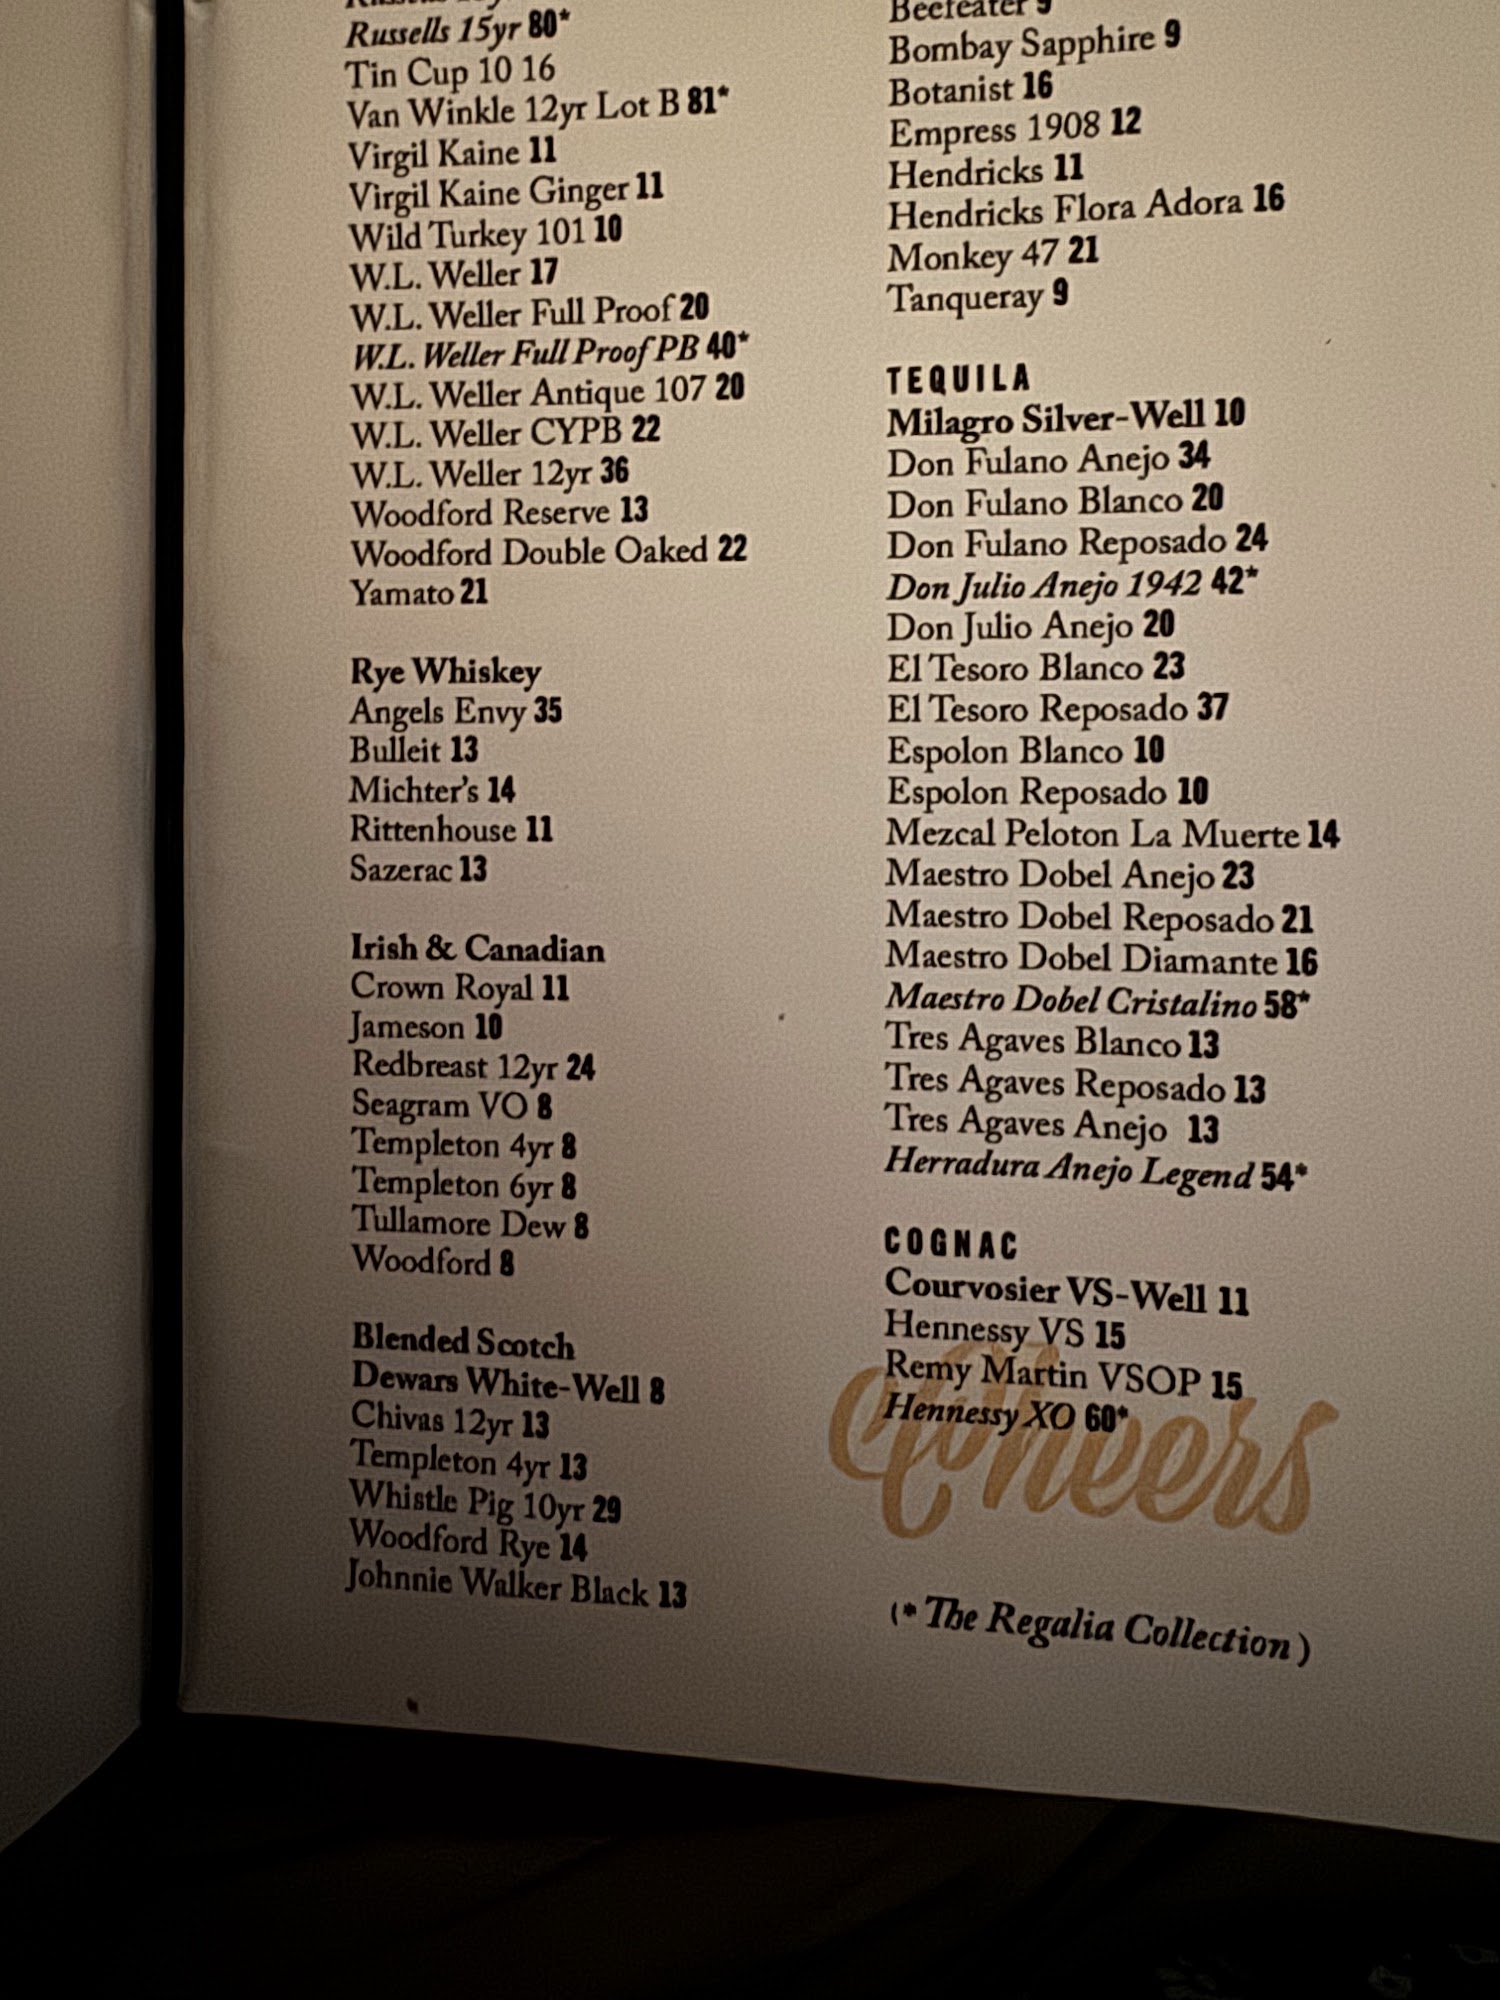 Russells 15yr 80*
Tin Cup 10 16
Van Winkle 12yr Lot B 81*
Virgil Kaine 11
Virgil Kaine Ginger 11
Wild Turkey 101 10
W.L. Weller 17
W.L. Weller Full Proof 20
W.L. Weller Full Proof PB 40*
W.L. Weller Antique 107 20
W.L. Weller CYPB 22
W.L. Weller 12yr 36
Woodford Reserve 13
Woodford Double Oaked 22
Yamato 21
Rye Whiskey
Angels Envy 35
Bulleit 13
Michter's 14
Rittenhouse 11
Sazerac 13
Irish & Canadian
Crown Royal 11
Jameson 10
Redbreast 12yr 24
Seagram VO 8
Templeton 4yr 8
Templeton 6yr 8
Tullamore Dew 8
Woodford 8
Blended Scotch
Dewars White-Well 8
Chivas 12yr 13
Templeton 4yr 13
Whistle Pig 10yr 29
Woodford Rye 14
Johnnie Walker Black 13
Beefeater 9
Bombay Sapphire 9
Botanist 16
Empress 1908 12
Hendricks 11
Hendricks Flora Adora 16
Monkey 47 21
Tanqueray 9
TEQUILA
Milagro Silver-Well 10
Don Fulano Anejo 34
Don Fulano Blanco 20
Don Fulano Reposado 24
Don Julio Anejo 1942 42*
Don Julio Anejo 20
El Tesoro Blanco 23
El Tesoro Reposado 37
Espolon Blanco 10
Espolon Reposado 10
Mezcal Peloton La Muerte 14
Maestro Dobel Anejo 23
Maestro Dobel Reposado 21
Maestro Dobel Diamante 16
Maestro Dobel Cristalino 58*
Tres Agaves Blanco 13
Tres Agaves Reposado 13
Tres Agaves Anejo 13
Herradura Anejo Legend 54*
COGNAC
Courvosier VS-Well 11
Hennessy VS 15
Remy Martin VSOP 15
Hennessy XO 60*
Cheers
(* The Regalia Collection)